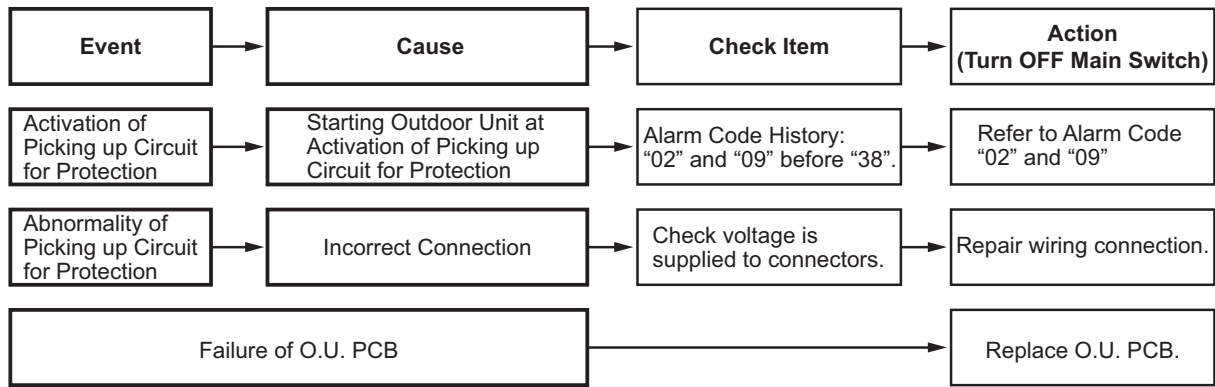 Event
Cause
Check Item
Action
(Turn OFF Main Switch)
Activation of
Picking up Circuit
for Protection
Starting Outdoor Unit at
Activation of Picking up
Circuit for Protection
Alarm Code History:
“02” and “09” before “38”.
Refer to Alarm Code
“02” and “09”
Abnormality of
Picking up Circuit
for Protection
Incorrect Connection
Check voltage is
supplied to connectors.
Repair wiring connection.
Failure of O.U. PCB
Replace O.U. PCB.